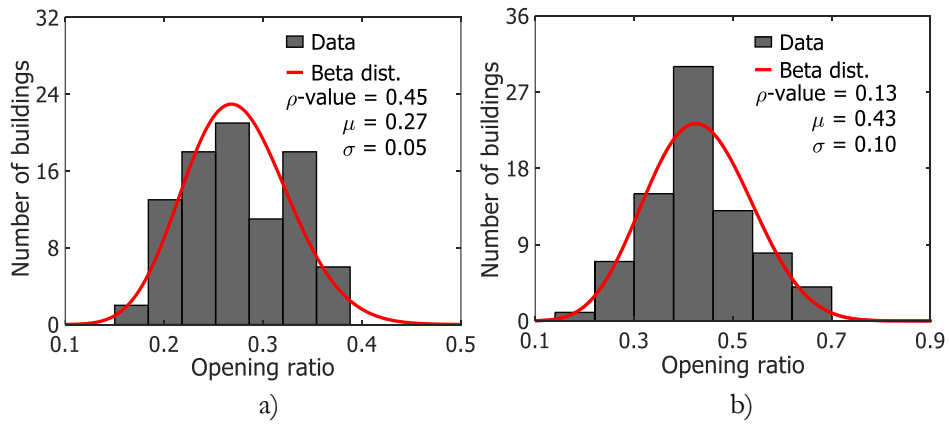 32
24
16
8
0
Number of buildings
Data
Beta dist.
ρ-value = 0.45
μ = 0.27
σ = 0.05
0.1 0.2 0.3 0.4 0.5
Opening ratio
a)
36
27
18
9
0
Number of buildings
Data
Beta dist.
ρ-value = 0.13
μ = 0.43
σ = 0.10
0.1 0.3 0.5 0.7 0.9
Opening ratio
b)